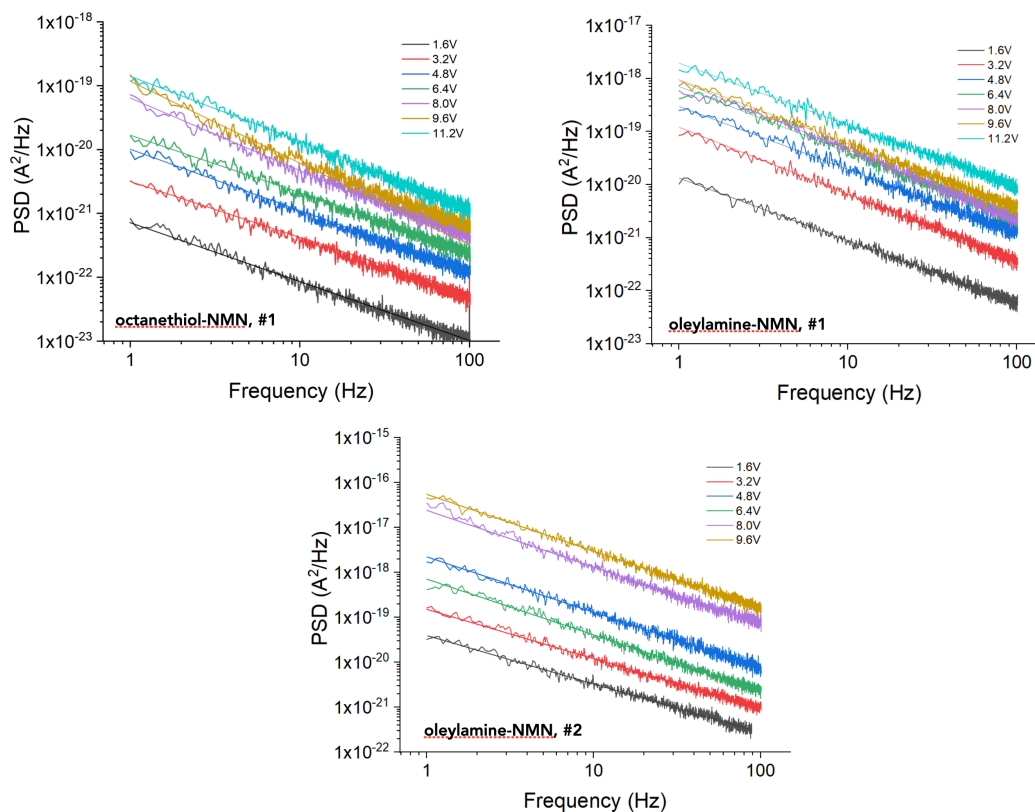 1x10^-18
1x10^-19
1x10^-20
1x10^-21
1x10^-22
1x10^-23
PSD (A^2/Hz)
1.6V
3.2V
4.8V
6.4V
8.0V
9.6V
11.2V
octanethiol-NMN, #1
1
10
100
Frequency (Hz)
1x10^-17
1x10^-18
1x10^-19
1x10^-20
1x10^-21
1x10^-22
1x10^-23
PSD (A^2/Hz)
1.6V
3.2V
4.8V
6.4V
8.0V
9.6V
11.2V
oleylamine-NMN, #1
1
10
100
Frequency (Hz)
1x10^-15
1x10^-16
1x10^-17
1x10^-18
1x10^-19
1x10^-20
1x10^-21
1x10^-22
PSD (A^2/Hz)
1.6V
3.2V
4.8V
6.4V
8.0V
9.6V
oleylamine-NMN, #2
1
10
100
Frequency (Hz)